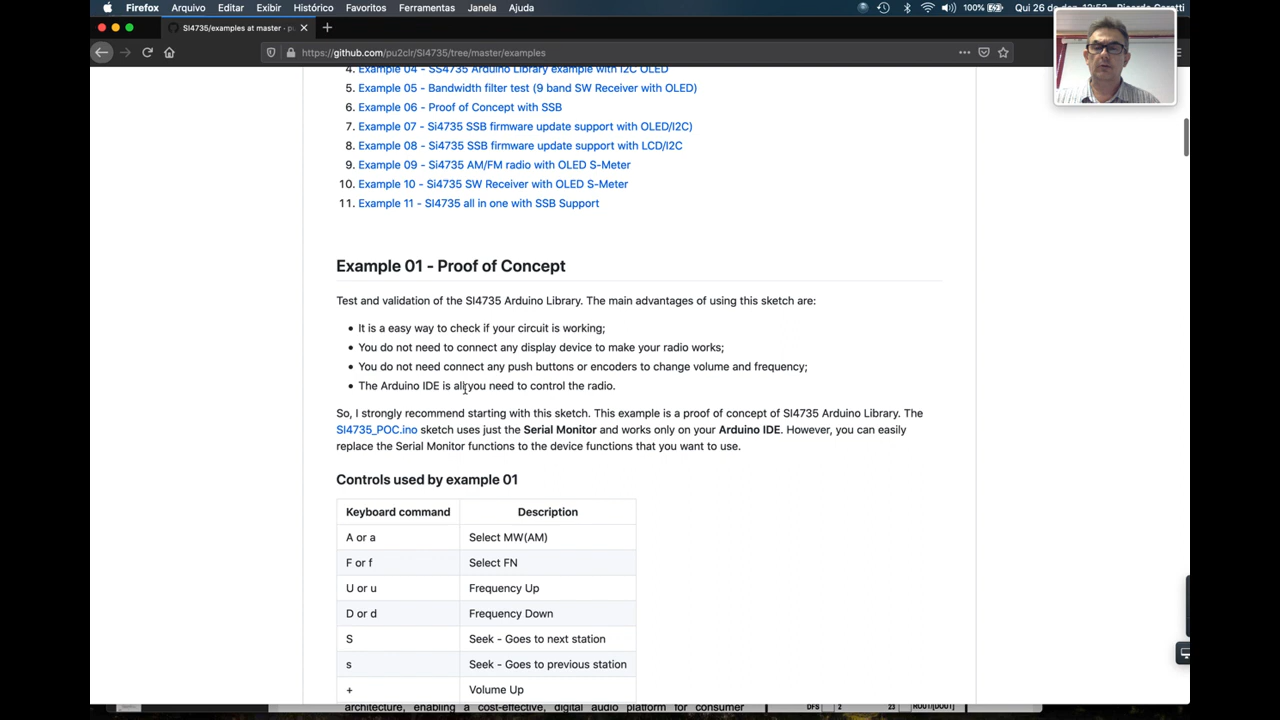 Firefox Arquivo Editar Exibir Histórico Favoritos Ferramentas Janela Ajuda 100% Qui 26 de
SI4735/examples at master
https://github.com/pu2clr/SI4735/tree/master/examples
4. Example 04 - SS4735 Arduino Library example with I2C OLED
5. Example 05 - Bandwidth filter test (9 band SW Receiver with OLED)
6. Example 06 - Proof of Concept with SSB
7. Example 07 - Si4735 SSB firmware update support with OLED/I2C)
8. Example 08 - Si4735 SSB firmware update support with LCD/I2C
9. Example 09 - Si4735 AM/FM radio with OLED S-Meter
10. Example 10 - Si4735 SW Receiver with OLED S-Meter
11. Example 11 - SI4735 all in one with SSB Support
Example 01 - Proof of Concept
Test and validation of the SI4735 Arduino Library. The main advantages of using this sketch are:
• It is a easy way to check if your circuit is working;
• You do not need to connect any display device to make your radio works;
• You do not need connect any push buttons or encoders to change volume and frequency;
• The Arduino IDE is all you need to control the radio.
So, I strongly recommend starting with this sketch. This example is a proof of concept of SI4735 Arduino Library. The
SI4735_POC.ino sketch uses just the Serial Monitor and works only on your Arduino IDE. However, you can easily
replace the Serial Monitor functions to the device functions that you want to use.
Controls used by example 01
Keyboard command Description
A or a Select MW(AM)
F or f Select FN
U or u Frequency Up
D or d Frequency Down
S Seek - Goes to next station
s Seek - Goes to previous station
+ Volume Up
architecture, enabling a cost-effective, digital audio platform for consumer
DFS 2 23 ROUT/[DOUT]